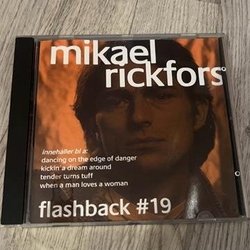 mikael
rickfors
Innehåller bl a:
dancing on the edge of danger
kickin' a dream around
tender turns tuff
when a man loves a woman
flashback #19